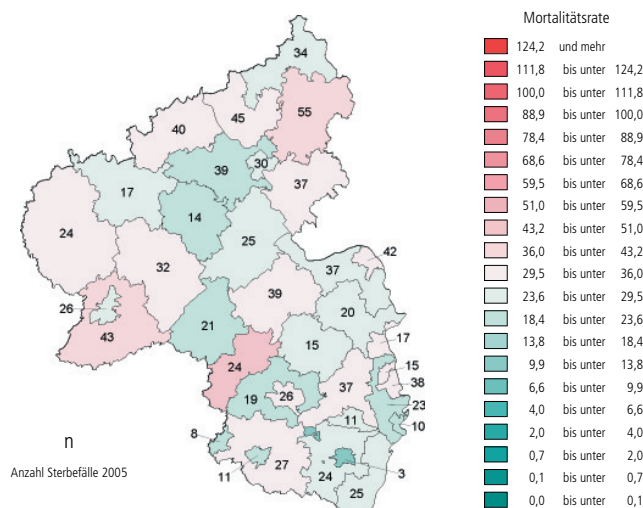 Mortalitätsrate
124,2 und mehr
111,8 bis unter 124,2
100,0 bis unter 111,8
88,9 bis unter 100,0
78,4 bis unter 88,9
68,6 bis unter 78,4
59,5 bis unter 68,6
51,0 bis unter 59,5
43,2 bis unter 51,0
36,0 bis unter 43,2
29,5 bis unter 36,0
23,6 bis unter 29,5
18,4 bis unter 23,6
13,8 bis unter 18,4
9,9 bis unter 13,8
6,6 bis unter 9,9
4,0 bis unter 6,6
2,0 bis unter 4,0
0,7 bis unter 2,0
0,1 bis unter 0,7
0,0 bis unter 0,1
34
55
45
40
30
39
37
17
14
25
24
42
37
32
39
26
20
21
43
17
15
15
24
37
38
26
19
23
11
10
8
27
11
24
3
25
n
Anzahl Sterbefälle 2005